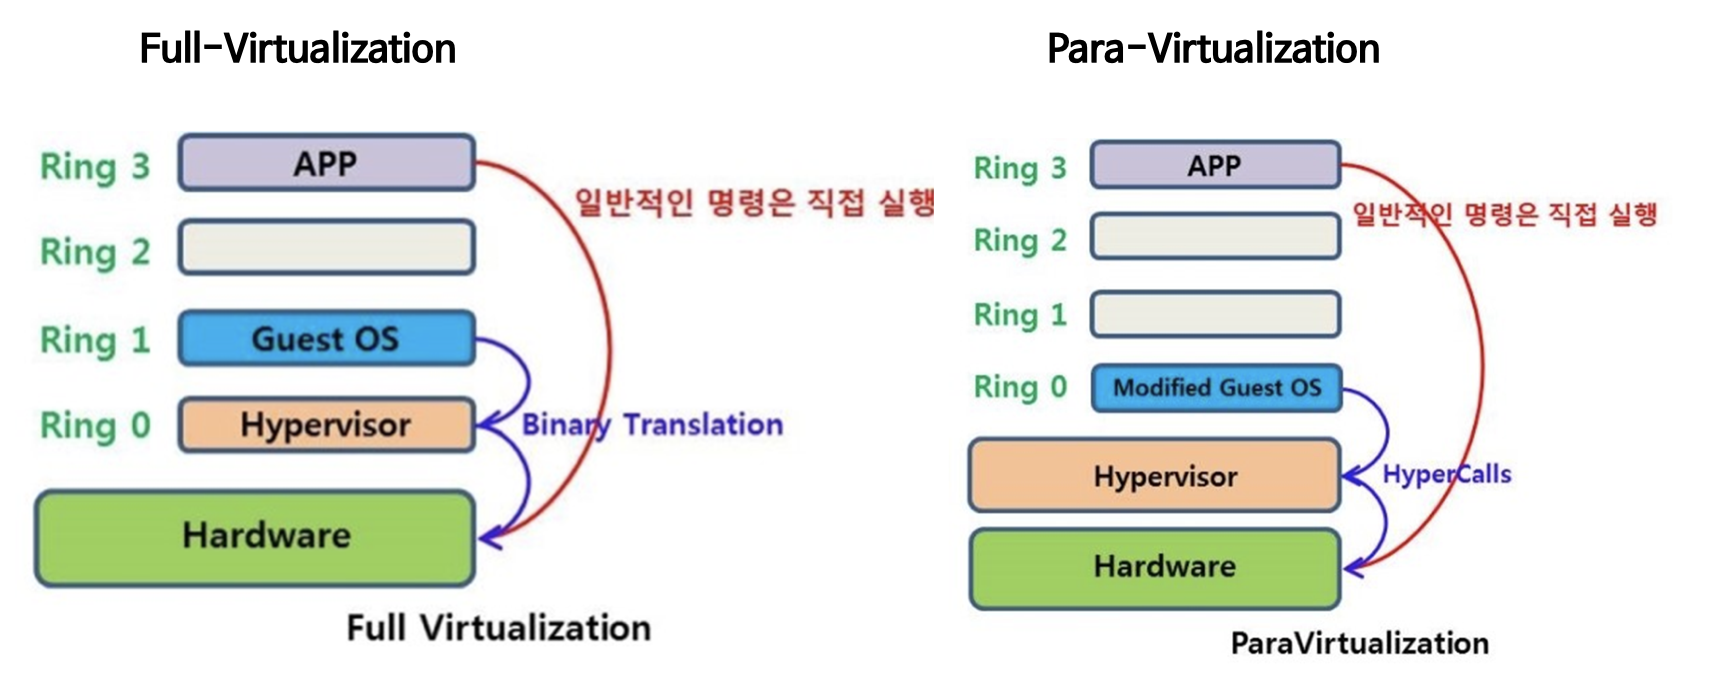 Full-Virtualization
Ring 3
APP
일반적인 명령은 직접 실행
Ring 2
Ring 1
Guest OS
Ring 0
Hypervisor
Binary Translation
Hardware
Full Virtualization
Para-Virtualization
Ring 3
APP
일반적인 명령은 직접 실행
Ring 2
Ring 1
Ring 0
Modified Guest OS
Hypervisor
HyperCalls
Hardware
ParaVirtualization